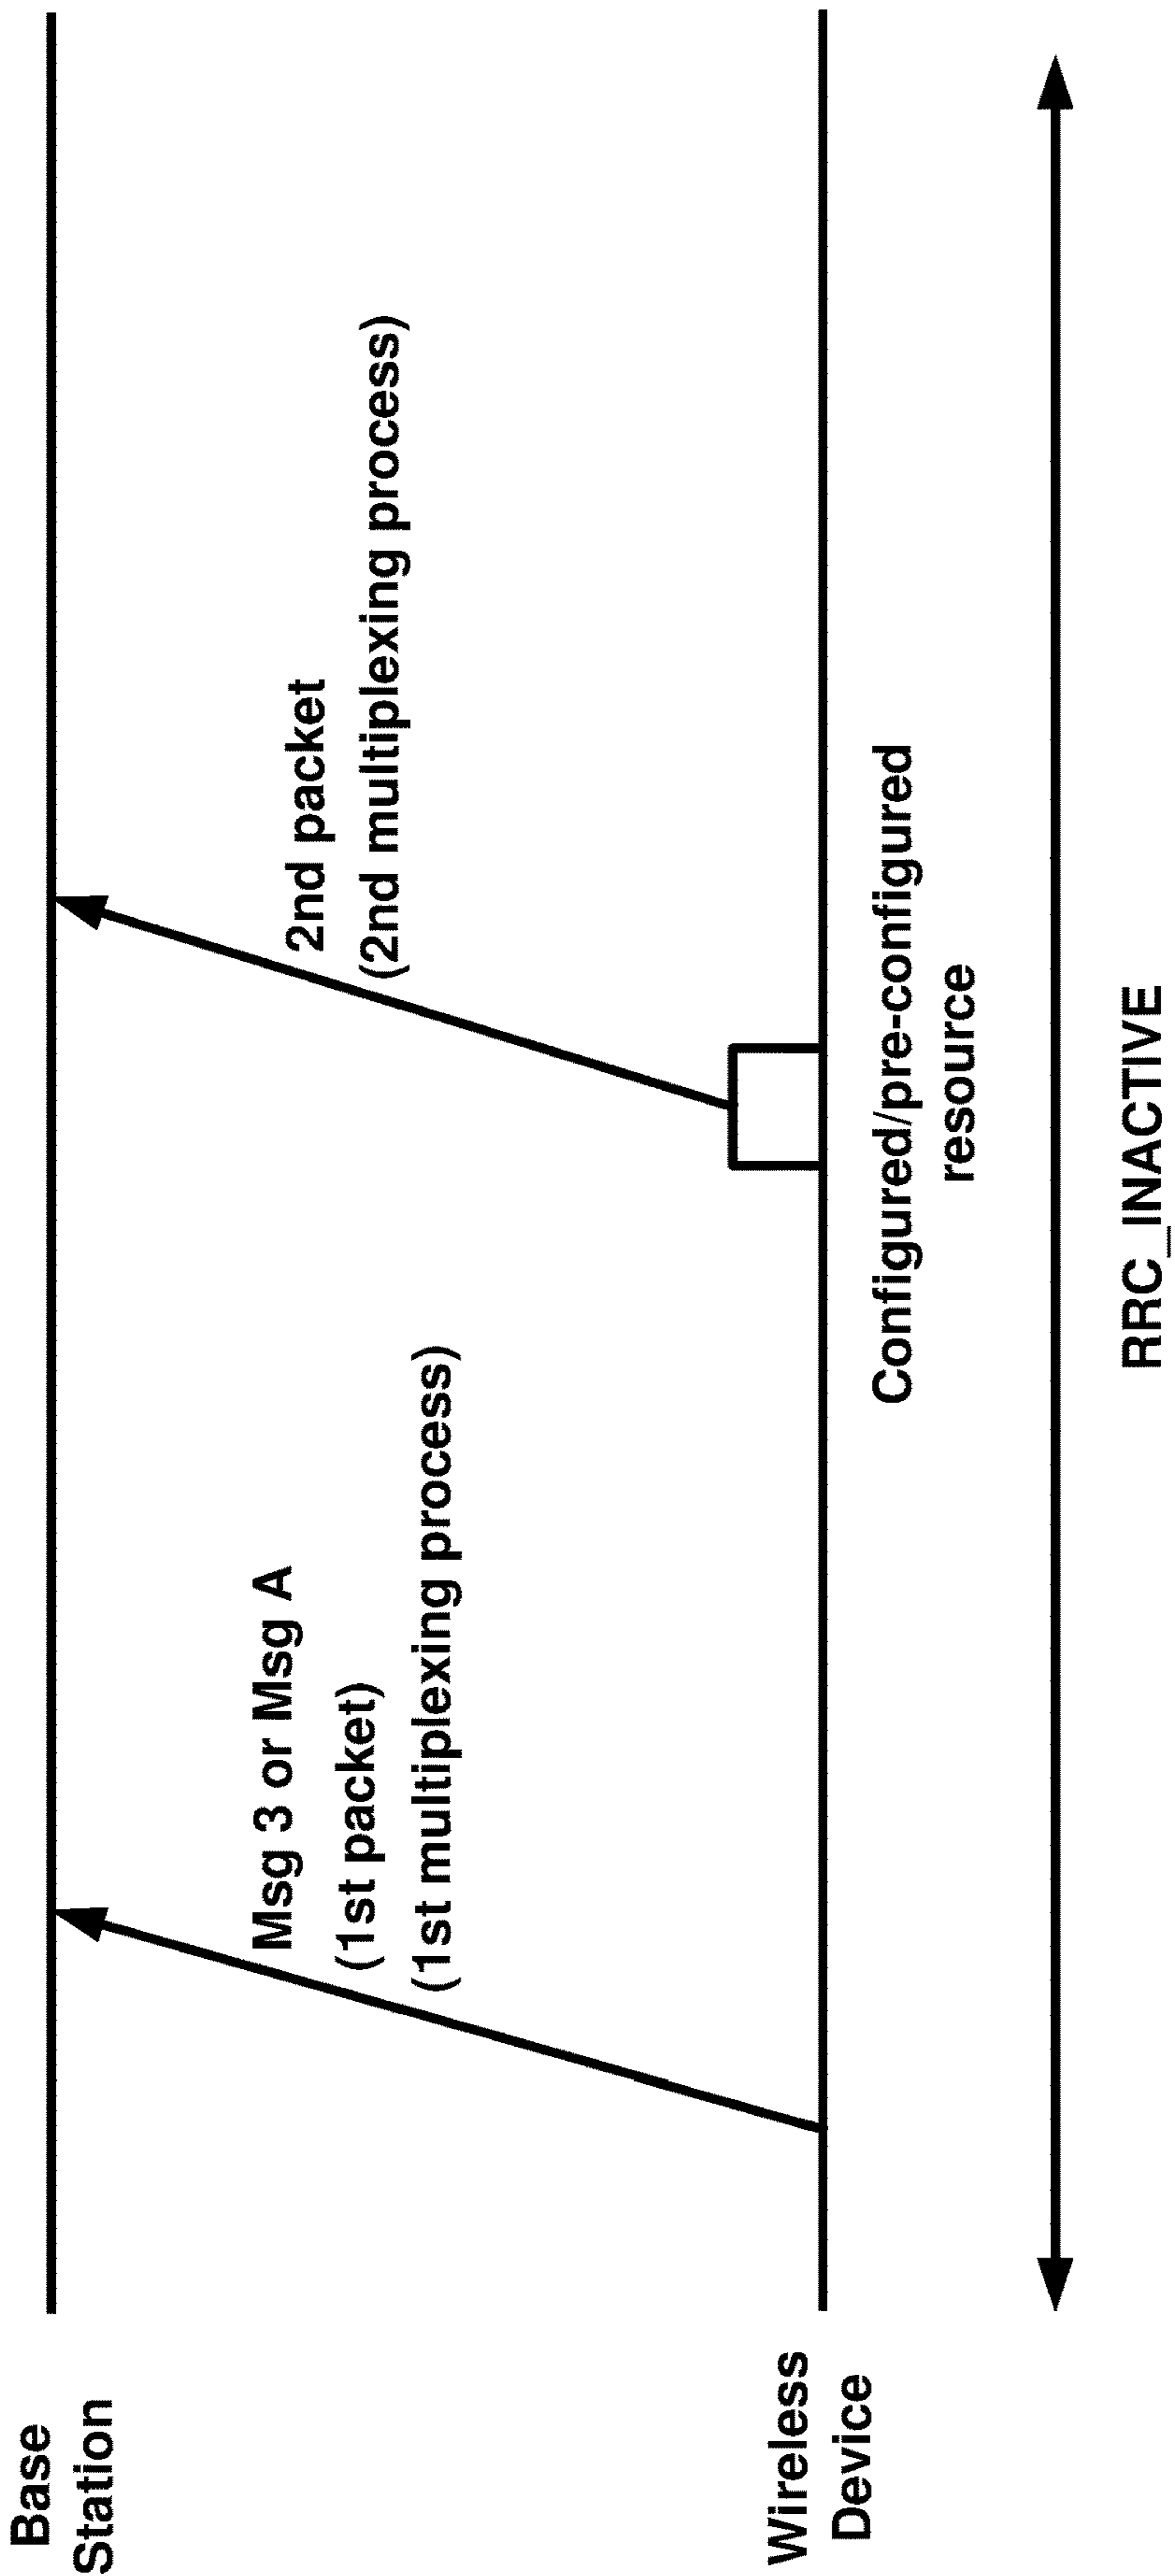 Base
Station
Msg 3 or Msg A
(1st packet)
(1st multiplexing process)
2nd packet
(2nd multiplexing process)
Wireless
Device
Configured/pre-configured
resource
RRC_INACTIVE